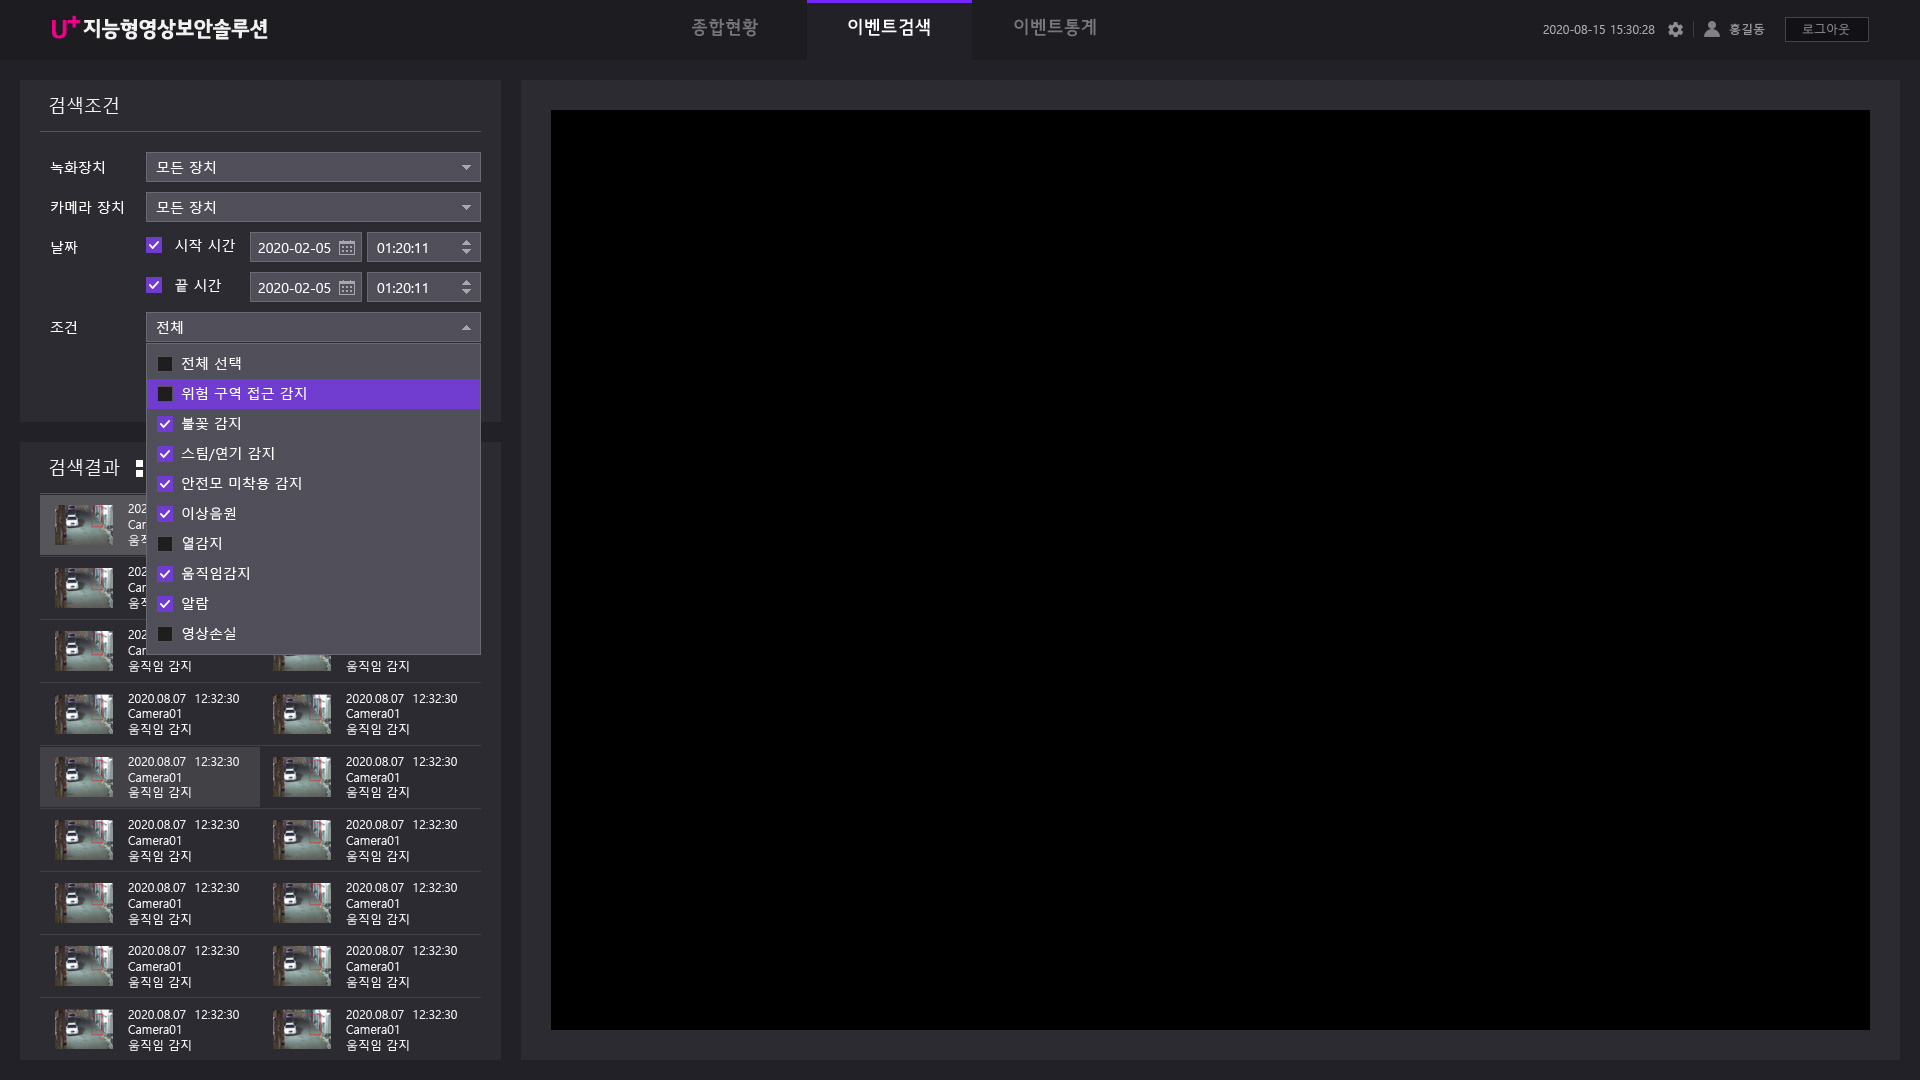 U+ 지능형영상보안솔루션
종합현황
이벤트검색
이벤트통계
2020-08-15 15:30:28
홍길동
로그아웃
검색조건
녹화장치
모든 장치
카메라 장치
모든 장치
날짜
시작 시간
2020-02-05
01:20:11
끝 시간
2020-02-05
01:20:11
조건
전체
전체 선택
위험 구역 접근 감지
불꽃 감지
스팀/연기 감지
안전모 미착용 감지
이상음원
열감지
움직임감지
알람
영상손실
검색결과
202
Car
202
Car
202
Car
움직임 감지
움직임 감지
2020.08.07 12:32:30
Camera01
움직임 감지
2020.08.07 12:32:30
Camera01
움직임 감지
2020.08.07 12:32:30
Camera01
움직임 감지
2020.08.07 12:32:30
Camera01
움직임 감지
2020.08.07 12:32:30
Camera01
움직임 감지
2020.08.07 12:32:30
Camera01
움직임 감지
2020.08.07 12:32:30
Camera01
움직임 감지
2020.08.07 12:32:30
Camera01
움직임 감지
2020.08.07 12:32:30
Camera01
움직임 감지
2020.08.07 12:32:30
Camera01
움직임 감지
2020.08.07 12:32:30
Camera01
움직임 감지
2020.08.07 12:32:30
Camera01
움직임 감지